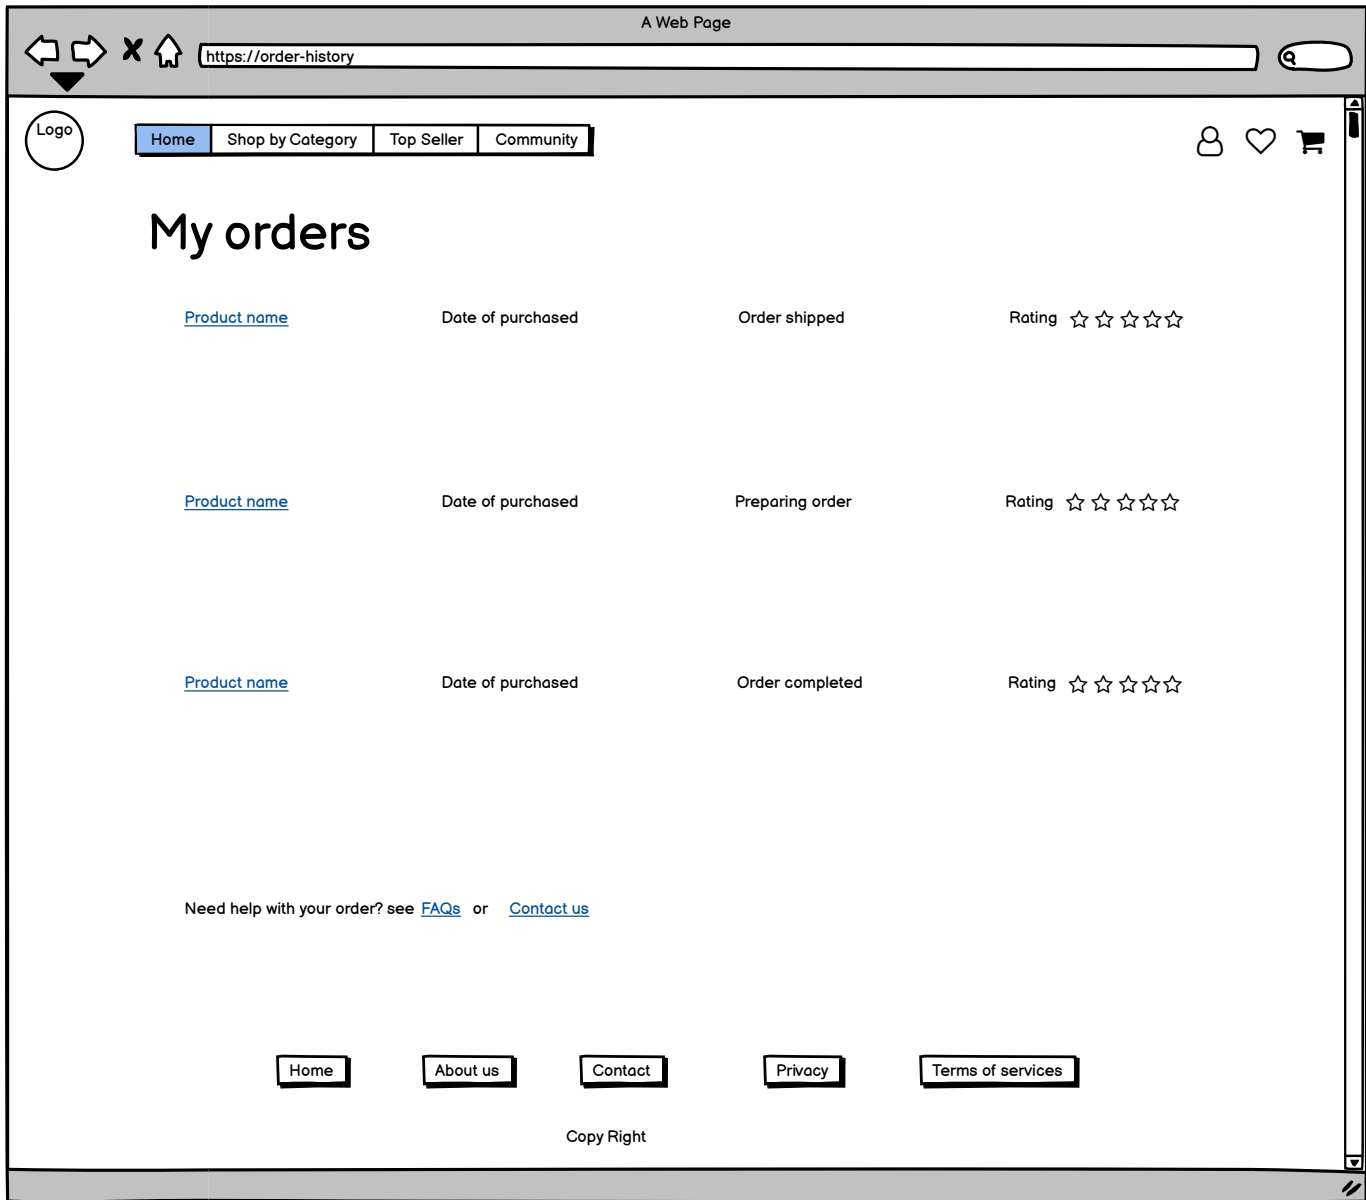 A Web Page
https://order-history
Logo
Home Shop by Category Top Seller Community
My orders
Product name Date of purchased Order shipped Rating
Product name Date of purchased Preparing order Rating
Product name Date of purchased Order completed Rating
Need help with your order? see FAQs or Contact us
Home About us Contact Privacy Terms of services
Copy Right